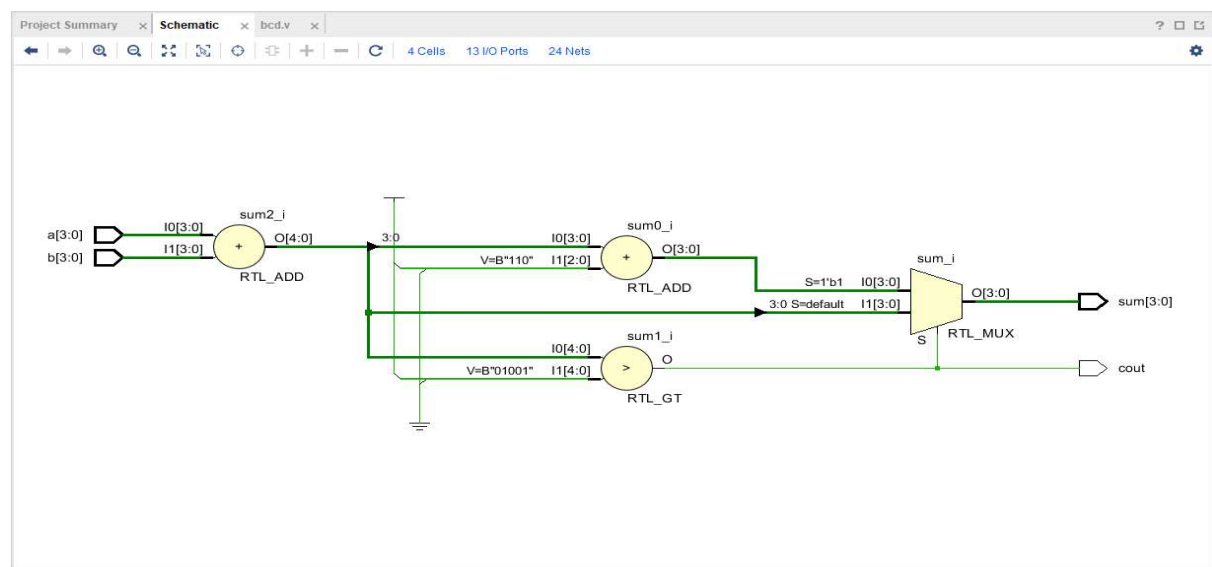 Project Summary × Schematic × bcd.v ×
4 Cells 13 I/O Ports 24 Nets
sum2_i
a[3:0] I0[3:0]
b[3:0] I1[3:0]
+
O[4:0]
RTL_ADD
3:0
sum0_i
I0[3:0]
V=B"110" I1[2:0]
+
O[3:0]
RTL_ADD
sum_i
S=1'b1 I0[3:0]
3:0 S=default I1[3:0]
O[3:0]
sum[3:0]
S
RTL_MUX
sum1_i
I0[4:0]
V=B"01001" I1[4:0]
>
O
RTL_GT
cout